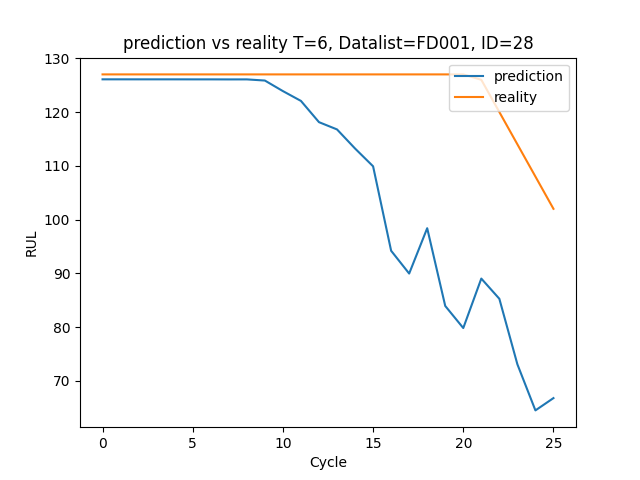 prediction vs reality T=6, Datalist=FD001, ID=28
130
120
110
100
90
80
70
RUL
prediction
reality
0 5 10 15 20 25
Cycle